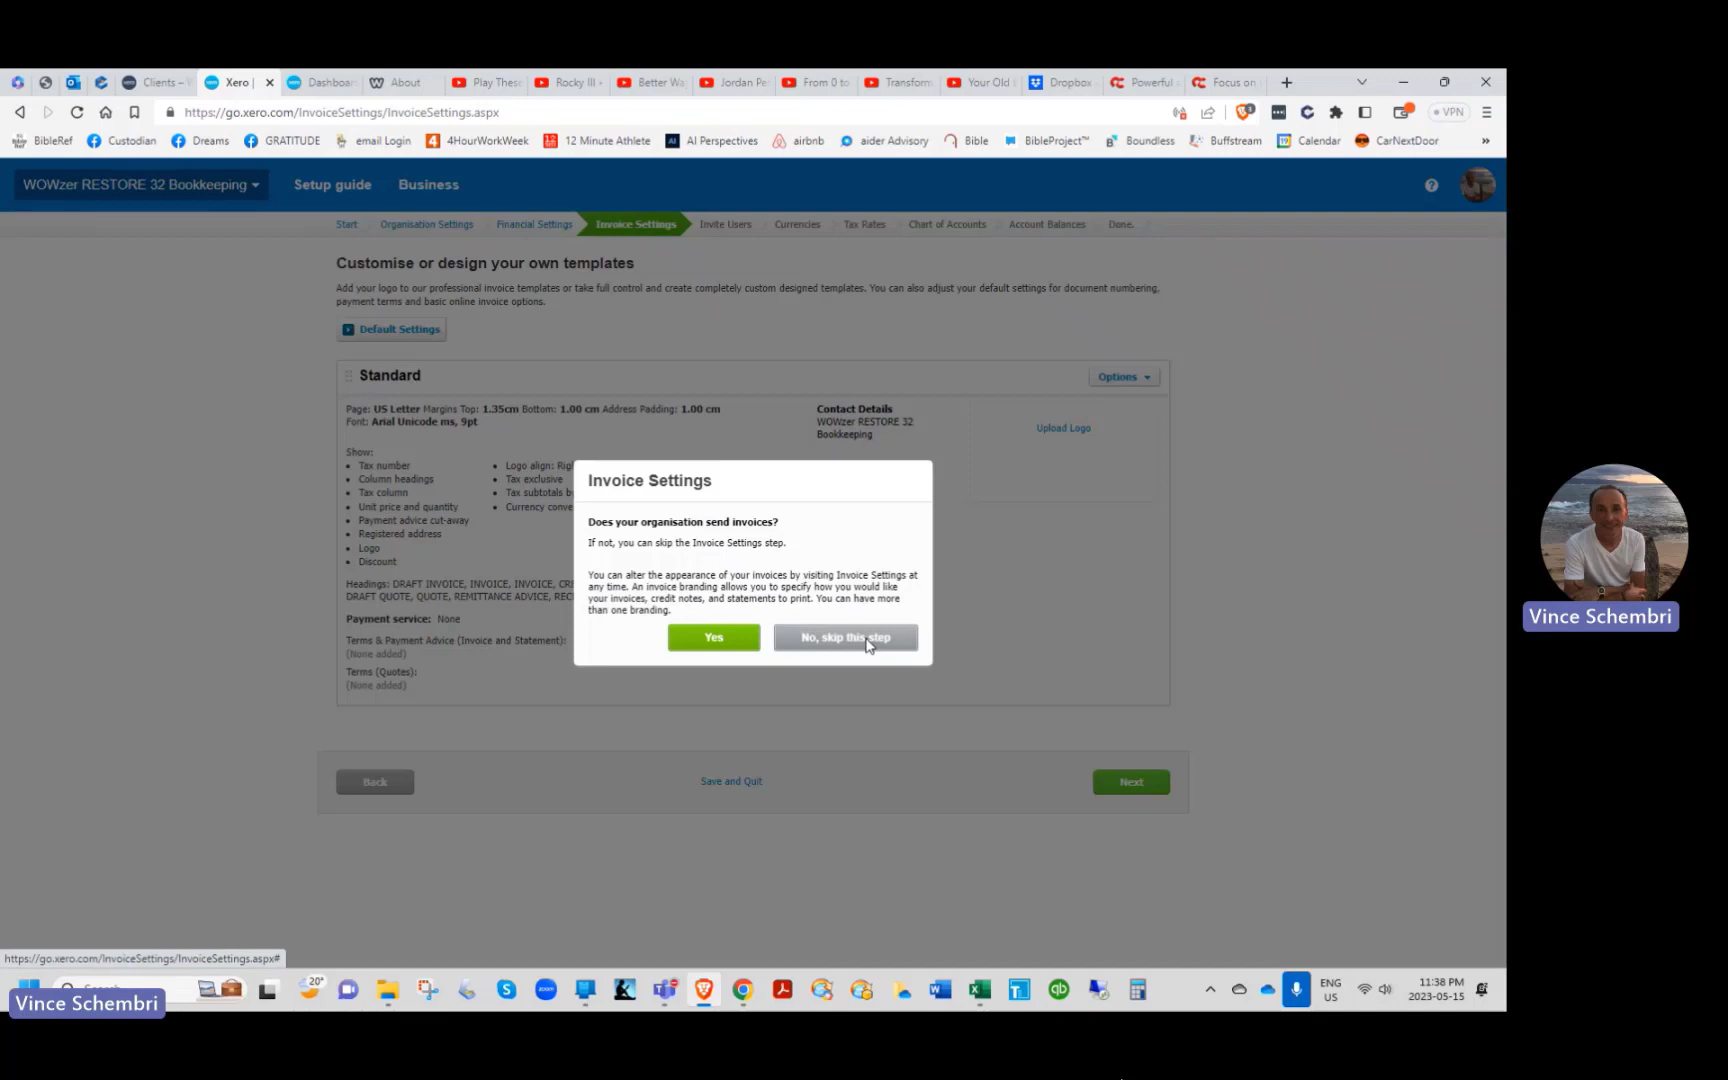 Clients –
Xero |
Dashboar
About
Play These
Rocky III
Better Wa
Jordan Pe
From 0 to
Transform
Your Old
Dropbox
Powerful
Focus on
https://go.xero.com/InvoiceSettings/InvoiceSettings.aspx
VPN
BibleRef
Custodian
Dreams
GRATITUDE
email Login
4HourWorkWeek
12 Minute Athlete
AI Perspectives
airbnb
aider Advisory
Bible
BibleProject™
Boundless
Buffstream
Calendar
CarNextDoor
»
WOWzer RESTORE 32 Bookkeeping
Setup guide
Business
Start
Organisation Settings
Financial Settings
Invoice Settings
Invite Users
Currencies
Tax Rates
Chart of Accounts
Account Balances
Done.
Customise or design your own templates
Add your logo to our professional invoice templates or take full control and create completely custom designed templates. You can also adjust your default settings for document numbering,
payment terms and basic online invoice options.
Default Settings
Standard
Options
Page: US Letter Margins Top: 1.35cm Bottom: 1.00 cm Address Padding: 1.00 cm
Font: Arial Unicode ms, 9pt
Contact Details
WOWzer RESTORE 32
Bookkeeping
Upload Logo
Show:
• Tax number
• Column headings
• Tax column
• Unit price and quantity
• Payment advice cut-away
• Registered address
• Logo
• Discount
• Logo align: Rig
• Tax exclusive
• Tax subtotals b
• Currency conve
Headings: DRAFT INVOICE, INVOICE, INVOICE, CR
DRAFT QUOTE, QUOTE, REMITTANCE ADVICE, REC
Payment service: None
Terms & Payment Advice (Invoice and Statement):
(None added)
Terms (Quotes):
(None added)
Invoice Settings
Does your organisation send invoices?
If not, you can skip the Invoice Settings step.
You can alter the appearance of your invoices by visiting Invoice Settings at
any time. An invoice branding allows you to specify how you would like
your invoices, credit notes, and statements to print. You can have more
than one branding.
Yes
No, skip this step
Back
Save and Quit
Next
Vince Schembri
https://go.xero.com/InvoiceSettings/InvoiceSettings.aspx#
20°
zoom
ENG
US
11:38 PM
2023-05-15
Vince Schembri